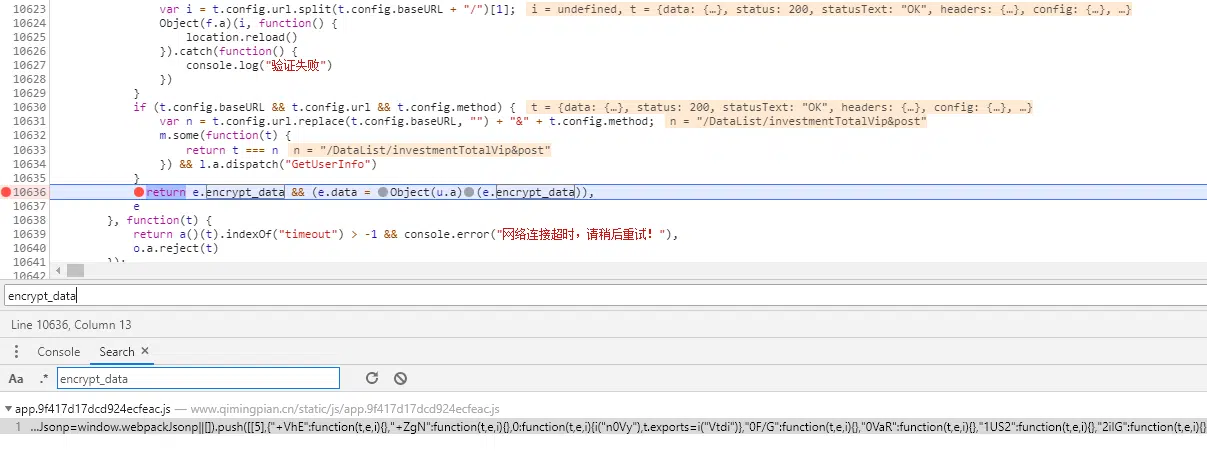 10623 var i = t.config.url.split(t.config.baseURL + "/")[1]; i = undefined, t = {data: {…}, status: 200, statusText: "OK", headers: {…}, config: {…}, …}
10624 Object(f.a)(i, function() {
10625 location.reload()
10626 }).catch(function() {
10627 console.log("验证失败")
10628 })
10629 }
10630 if (t.config.baseURL && t.config.url && t.config.method) { t = {data: {…}, status: 200, statusText: "OK", headers: {…}, config: {…}, …}
10631 var n = t.config.url.replace(t.config.baseURL, "") + "&" + t.config.method; n = "/DataList/investmentTotalVip&post"
10632 m.some(function(t) {
10633 return t === n n = "/DataList/investmentTotalVip&post"
10634 }) && l.a.dispatch("GetUserInfo")
10635 }
10636 return e.encrypt_data && (e.data = Object(u.a)(e.encrypt_data)),
10637 e
10638 }, function(t) {
10639 return a()(t).indexOf("timeout") > -1 && console.error("网络连接超时，请稍后重试！"),
10640 o.a.reject(t)
10641 });
10642
encrypt_data
Line 10636, Column 13
Console Search ×
Aa .* encrypt_data
app.9f417d17dcd924ecfeac.js — www.qimingpian.cn/static/js/app.9f417d17dcd924ecfeac.js
1 …Jsonp=window.webpackJsonp||[]).push([[5],{"+VhE":function(t,e,i){},"+ZgN":function(t,e,i){},0:function(t,e,i){i("n0Vy"),t.exports=i("Vtdi")},"0F/G":function(t,e,i){},"0VaR":function(t,e,i){},"1US2":function(t,e,i){},"2ilG":function(t,e,i){}